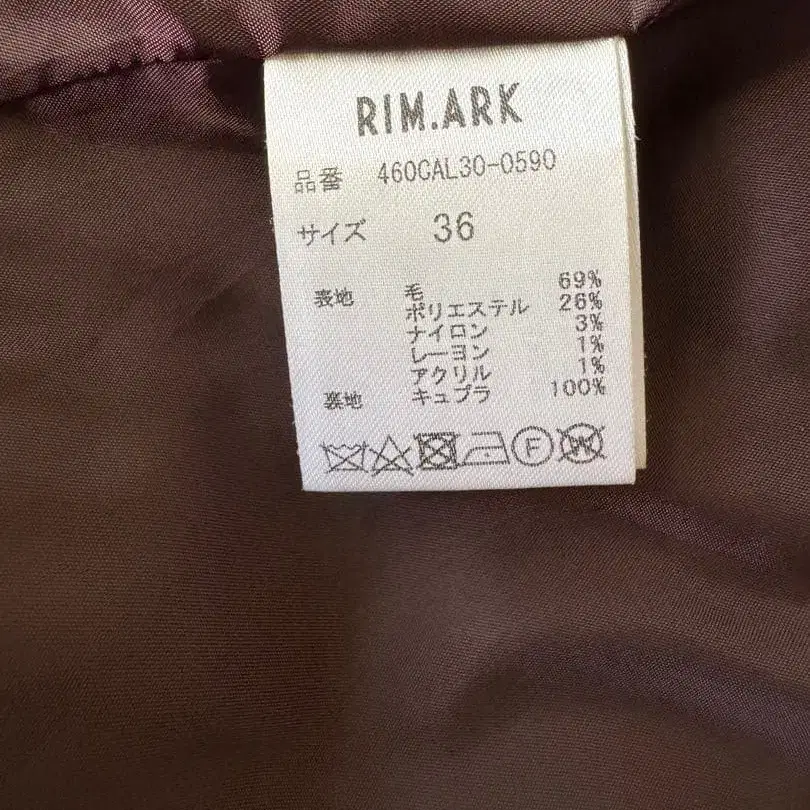 RIM.ARK
品番 460CAL30-0590
サイズ 36
表地 毛 69%
ポリエステル 26%
ナイロン 3%
レーヨン 1%
アクリル 1%
裏地 キュプラ 100%
F
W